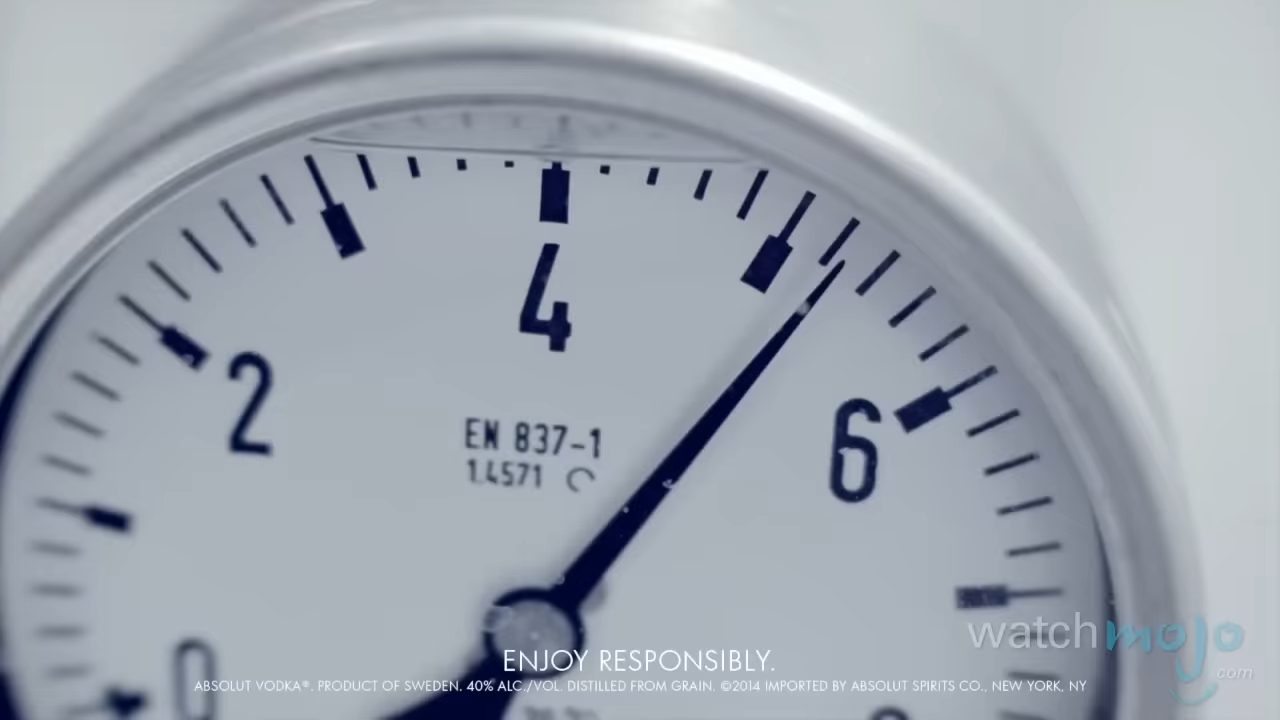 4
2
6
EN 837-1
1.4571
0
ENJOY RESPONSIBLY.
ABSOLUT VODKA®. PRODUCT OF SWEDEN. 40% ALC./VOL. DISTILLED FROM GRAIN. ©2014 IMPORTED BY ABSOLUT SPIRITS CO., NEW YORK, NY
watchmojo
.com